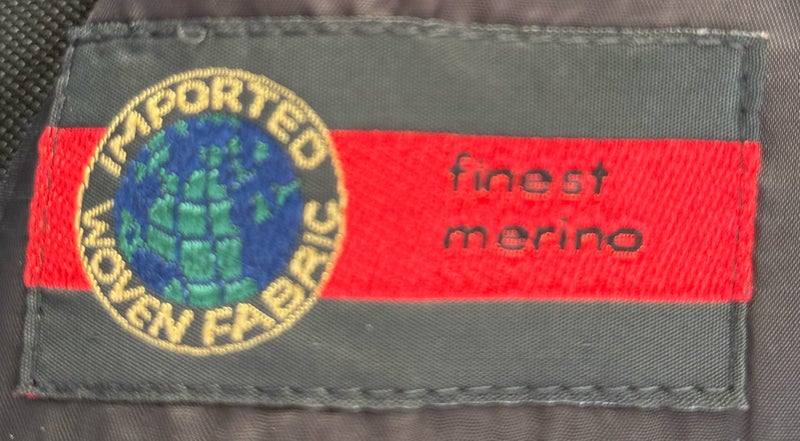 IMPORTED
WOVEN FABRIC
finest
merino